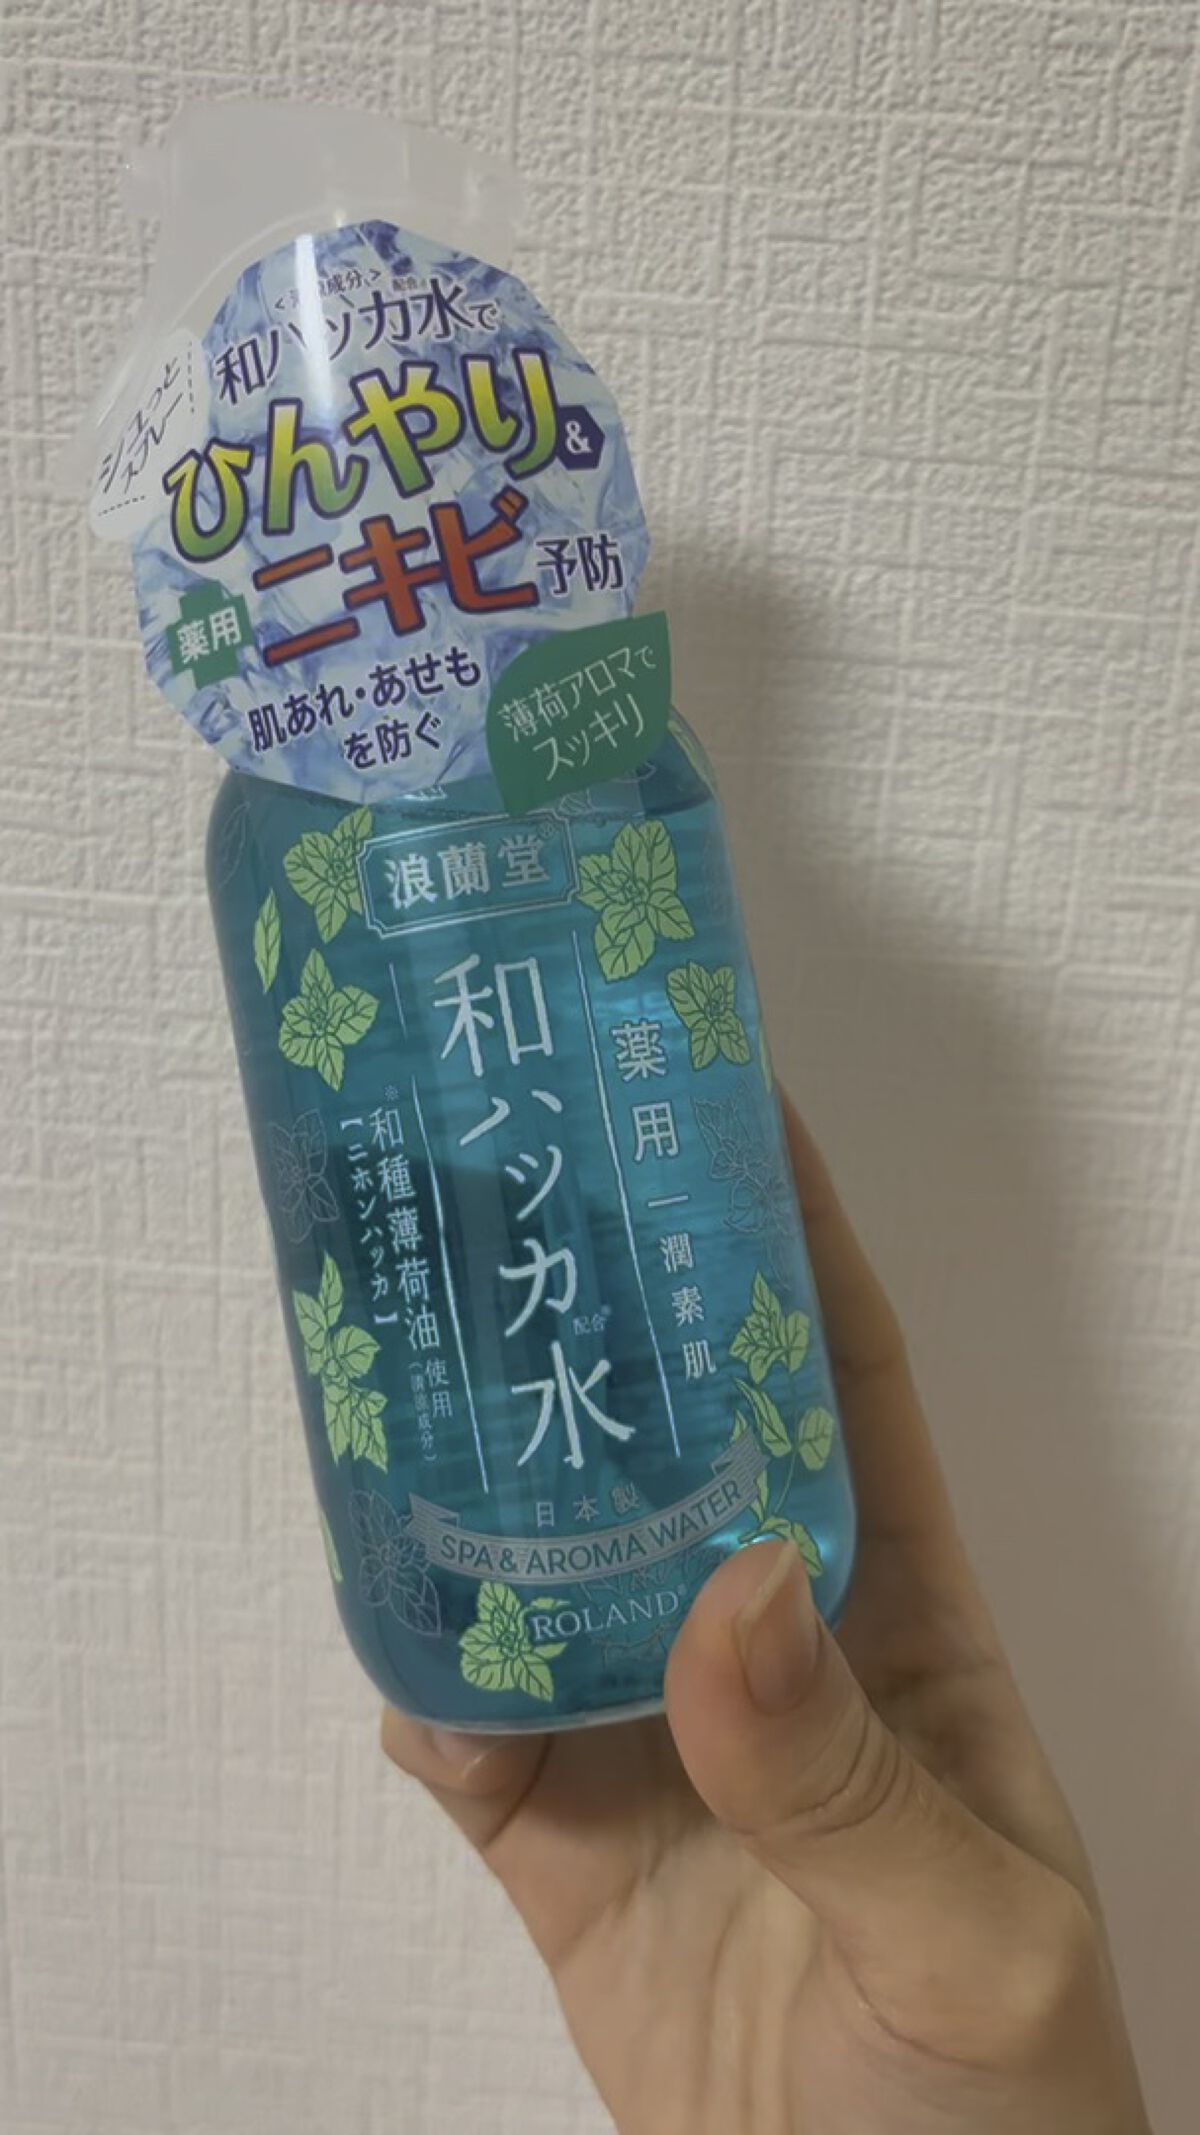 <清涼成分> 配合
和ハッカ水で
ひんやり&
ニキビ予防
薬用
肌あれ・あせも
を防ぐ
シュっと
スプレー
薄荷アロマで
スッキリ
浪蘭堂®
薬用|潤素肌
和ハッカ水
配合※
※和種薄荷油使用
【ニホンハッカ】
(清涼成分)
日本製
SPA & AROMA WATER
ROLAND®